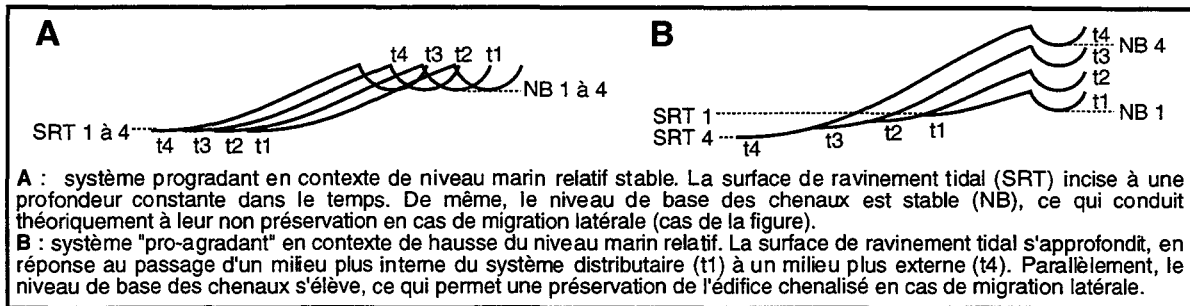 A
B
t4 t3 t2 t1
NB 1 à 4
SRT 1 à 4
t4 t3 t2 t1
t4
NB 4
t3
t2
t1
NB 1
SRT 1
SRT 4
t4
t3
t2
t1
A : système progradant en contexte de niveau marin relatif stable. La surface de ravinement tidal (SRT) incise à une
profondeur constante dans le temps. De même, le niveau de base des chenaux est stable (NB), ce qui conduit
théoriquement à leur non préservation en cas de migration latérale (cas de la figure).
B : système "pro-agradant" en contexte de hausse du niveau marin relatif. La surface de ravinement tidal s'approfondit, en
réponse au passage d'un milieu plus interne du système distributaire (t1) à un milieu plus externe (t4). Parallèlement, le
niveau de base des chenaux s'élève, ce qui permet une préservation de l'édifice chenalisé en cas de migration latérale.